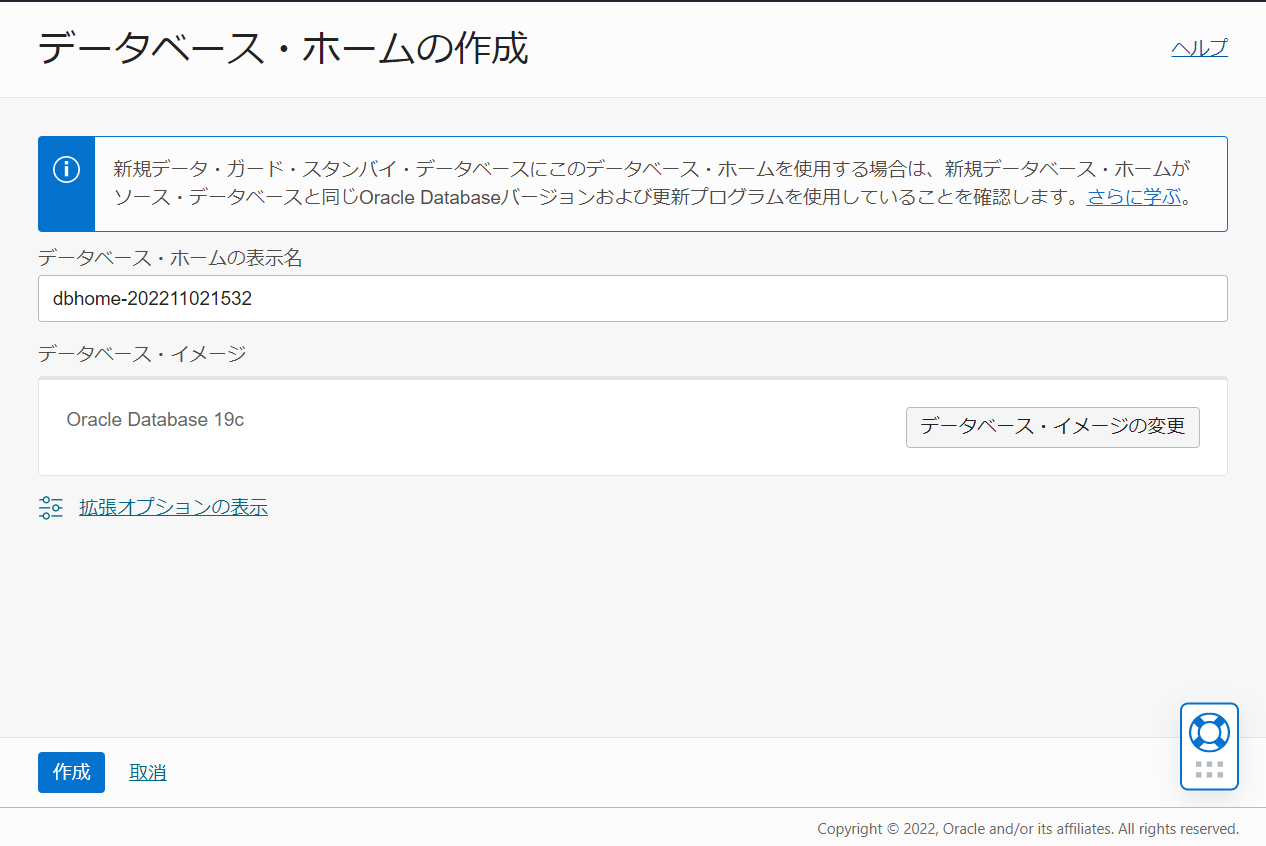 データベース・ホームの作成
ヘルプ
新規データ・ガード・スタンバイ・データベースにこのデータベース・ホームを使用する場合は、新規データベース・ホームが
ソース・データベースと同じOracle Databaseバージョンおよび更新プログラムを使用していることを確認します。さらに学ぶ。
データベース・ホームの表示名
dbhome-202211021532
データベース・イメージ
Oracle Database 19c
データベース・イメージの変更
拡張オプションの表示
作成
取消
Copyright © 2022, Oracle and/or its affiliates. All rights reserved.